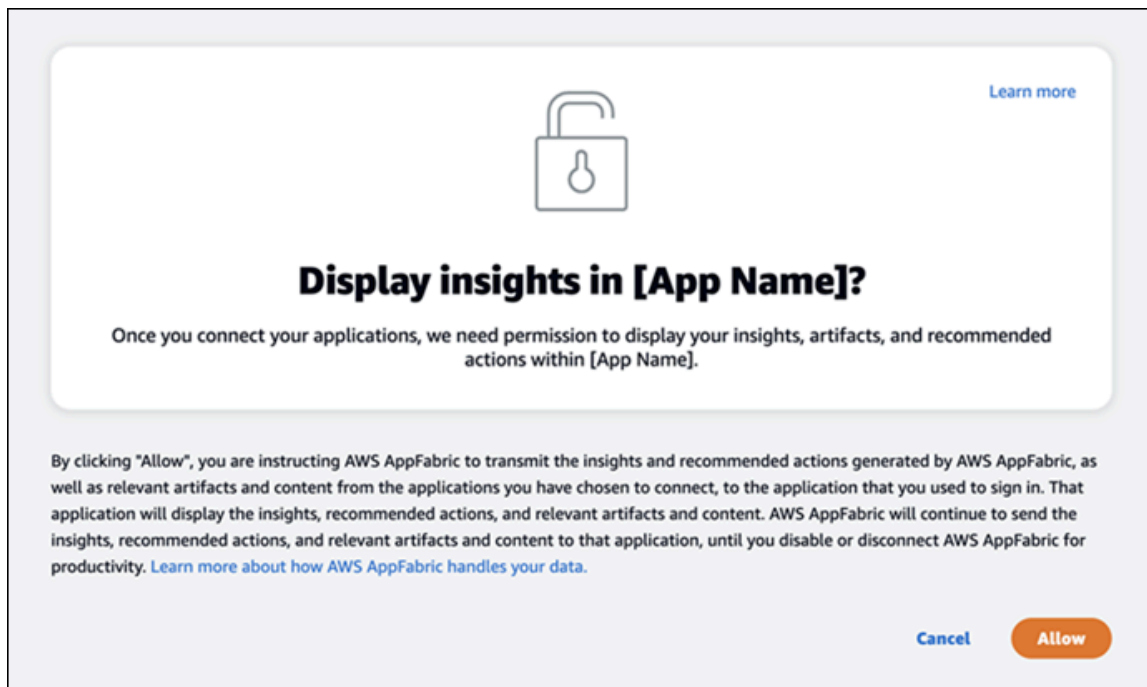 Learn more
Display insights in [App Name]?
Once you connect your applications, we need permission to display your insights, artifacts, and recommended
actions within [App Name].
By clicking "Allow", you are instructing AWS AppFabric to transmit the insights and recommended actions generated by AWS AppFabric, as
well as relevant artifacts and content from the applications you have chosen to connect, to the application that you used to sign in. That
application will display the insights, recommended actions, and relevant artifacts and content. AWS AppFabric will continue to send the
insights, recommended actions, and relevant artifacts and content to that application, until you disable or disconnect AWS AppFabric for
productivity. Learn more about how AWS AppFabric handles your data.
Cancel Allow